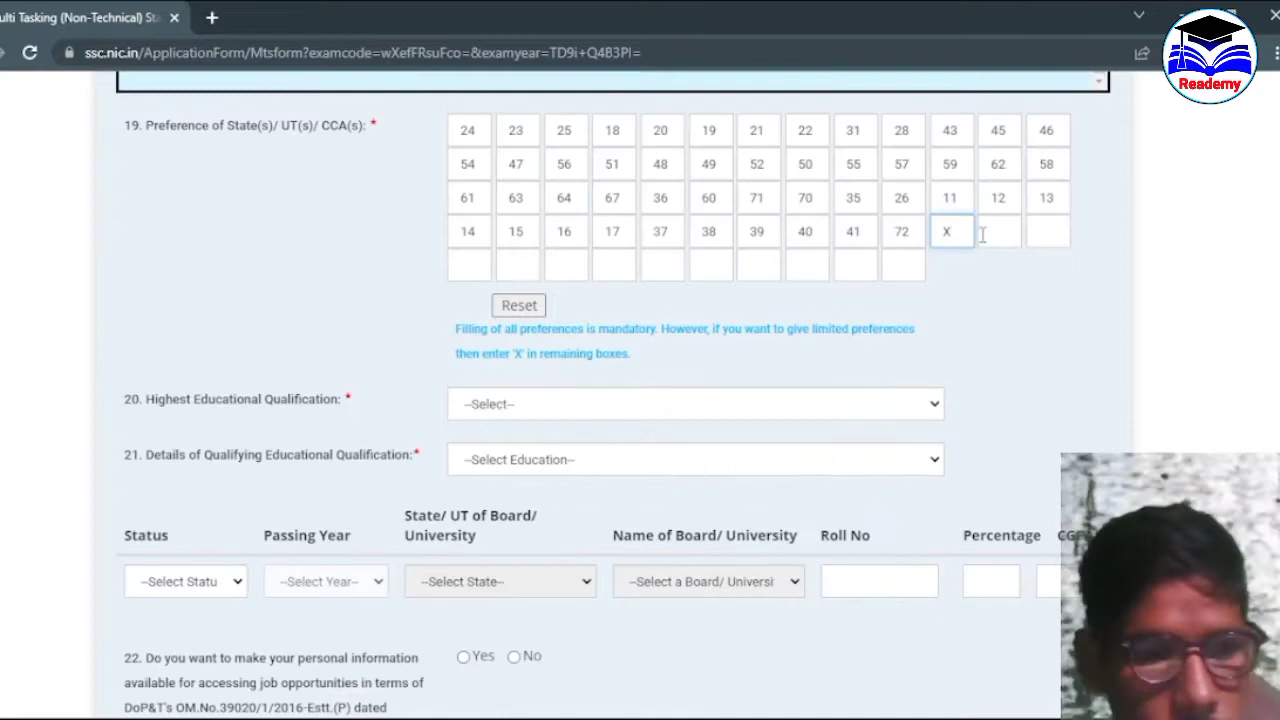 ulti Tasking (Non-Technical) Sta
ssc.nic.in/ApplicationForm/Mtsform?examcode=wXefFRsuFco=&examyear=TD9i+Q4B3PI=
Readermy
19. Preference of State(s)/ UT(s)/ CCA(s): *
24 23 25 18 20 19 21 22 31 28 43 45 46
54 47 56 51 48 49 52 50 55 57 59 62 58
61 63 64 67 36 60 71 70 35 26 11 12 13
14 15 16 17 37 38 39 40 41 72 X
Reset
Filling of all preferences is mandatory. However, if you want to give limited preferences
then enter 'X' in remaining boxes.
20. Highest Educational Qualification: *
--Select--
21. Details of Qualifying Educational Qualification:*
--Select Education--
Status Passing Year State/ UT of Board/ University Name of Board/ University Roll No Percentage CG
--Select Statu --Select Year-- --Select State-- --Select a Board/ Universi
22. Do you want to make your personal information
available for accessing job opportunities in terms of
DoP&T's OM.No.39020/1/2016-Estt.(P) dated
Yes No